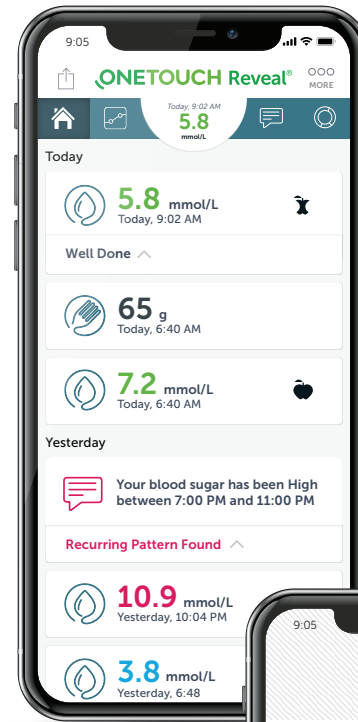 9:05
ONETOUCH Reveal®
MORE
Today, 9:02 AM
5.8
mmol/L
Today
5.8 mmol/L
Today, 9:02 AM
Well Done
65 g
Today, 6:40 AM
7.2 mmol/L
Today, 6:40 AM
Yesterday
Your blood sugar has been High
between 7:00 PM and 11:00 PM
Recurring Pattern Found
10.9 mmol/L
Yesterday, 10:04 PM
3.8 mmol/L
Yesterday, 6:48
9:05